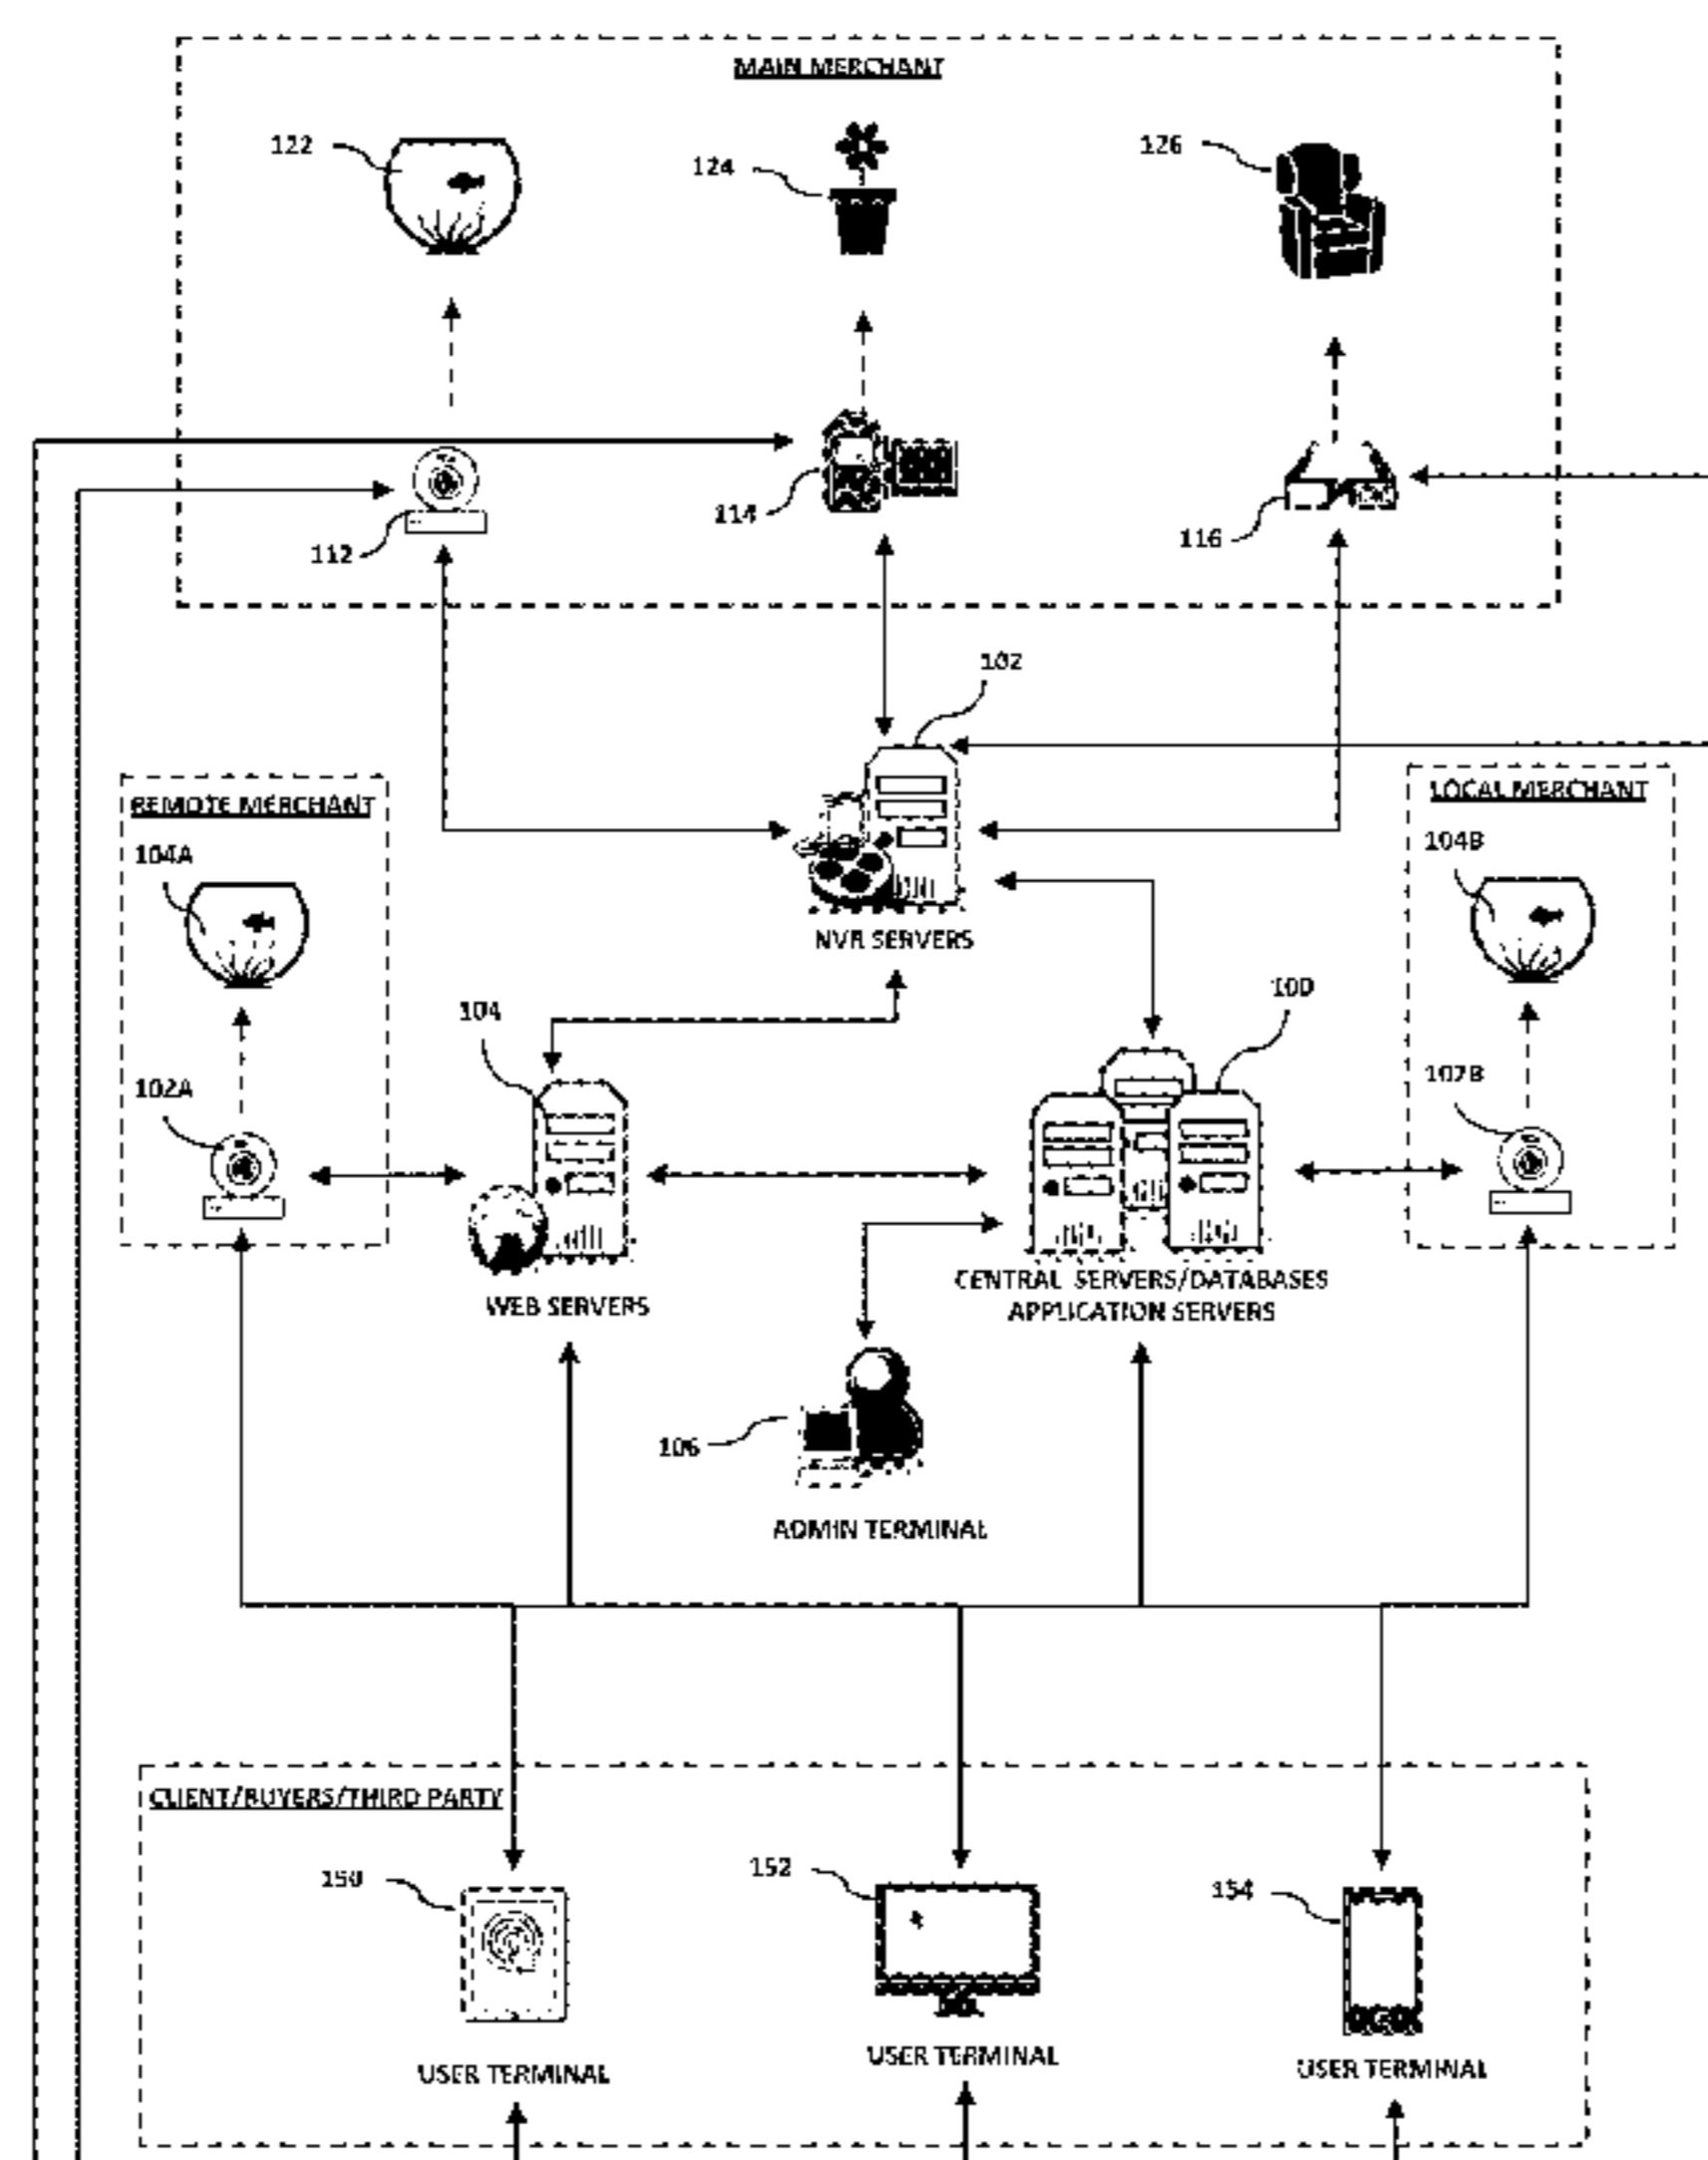 MAIN MERCHANT
122
124
126
114
112
116
102
REMOTE MERCHANT
LOCAL MERCHANT
104A
104B
NVR SERVERS
104
100
102A
102B
CENTRAL SERVERS/DATABASES
APPLICATION SERVERS
WEB SERVERS
106
ADMIN TERMINAL
CLIENT/BUYERS/THIRD PARTY
150
152
154
USER TERMINAL
USER TERMINAL
USER TERMINAL